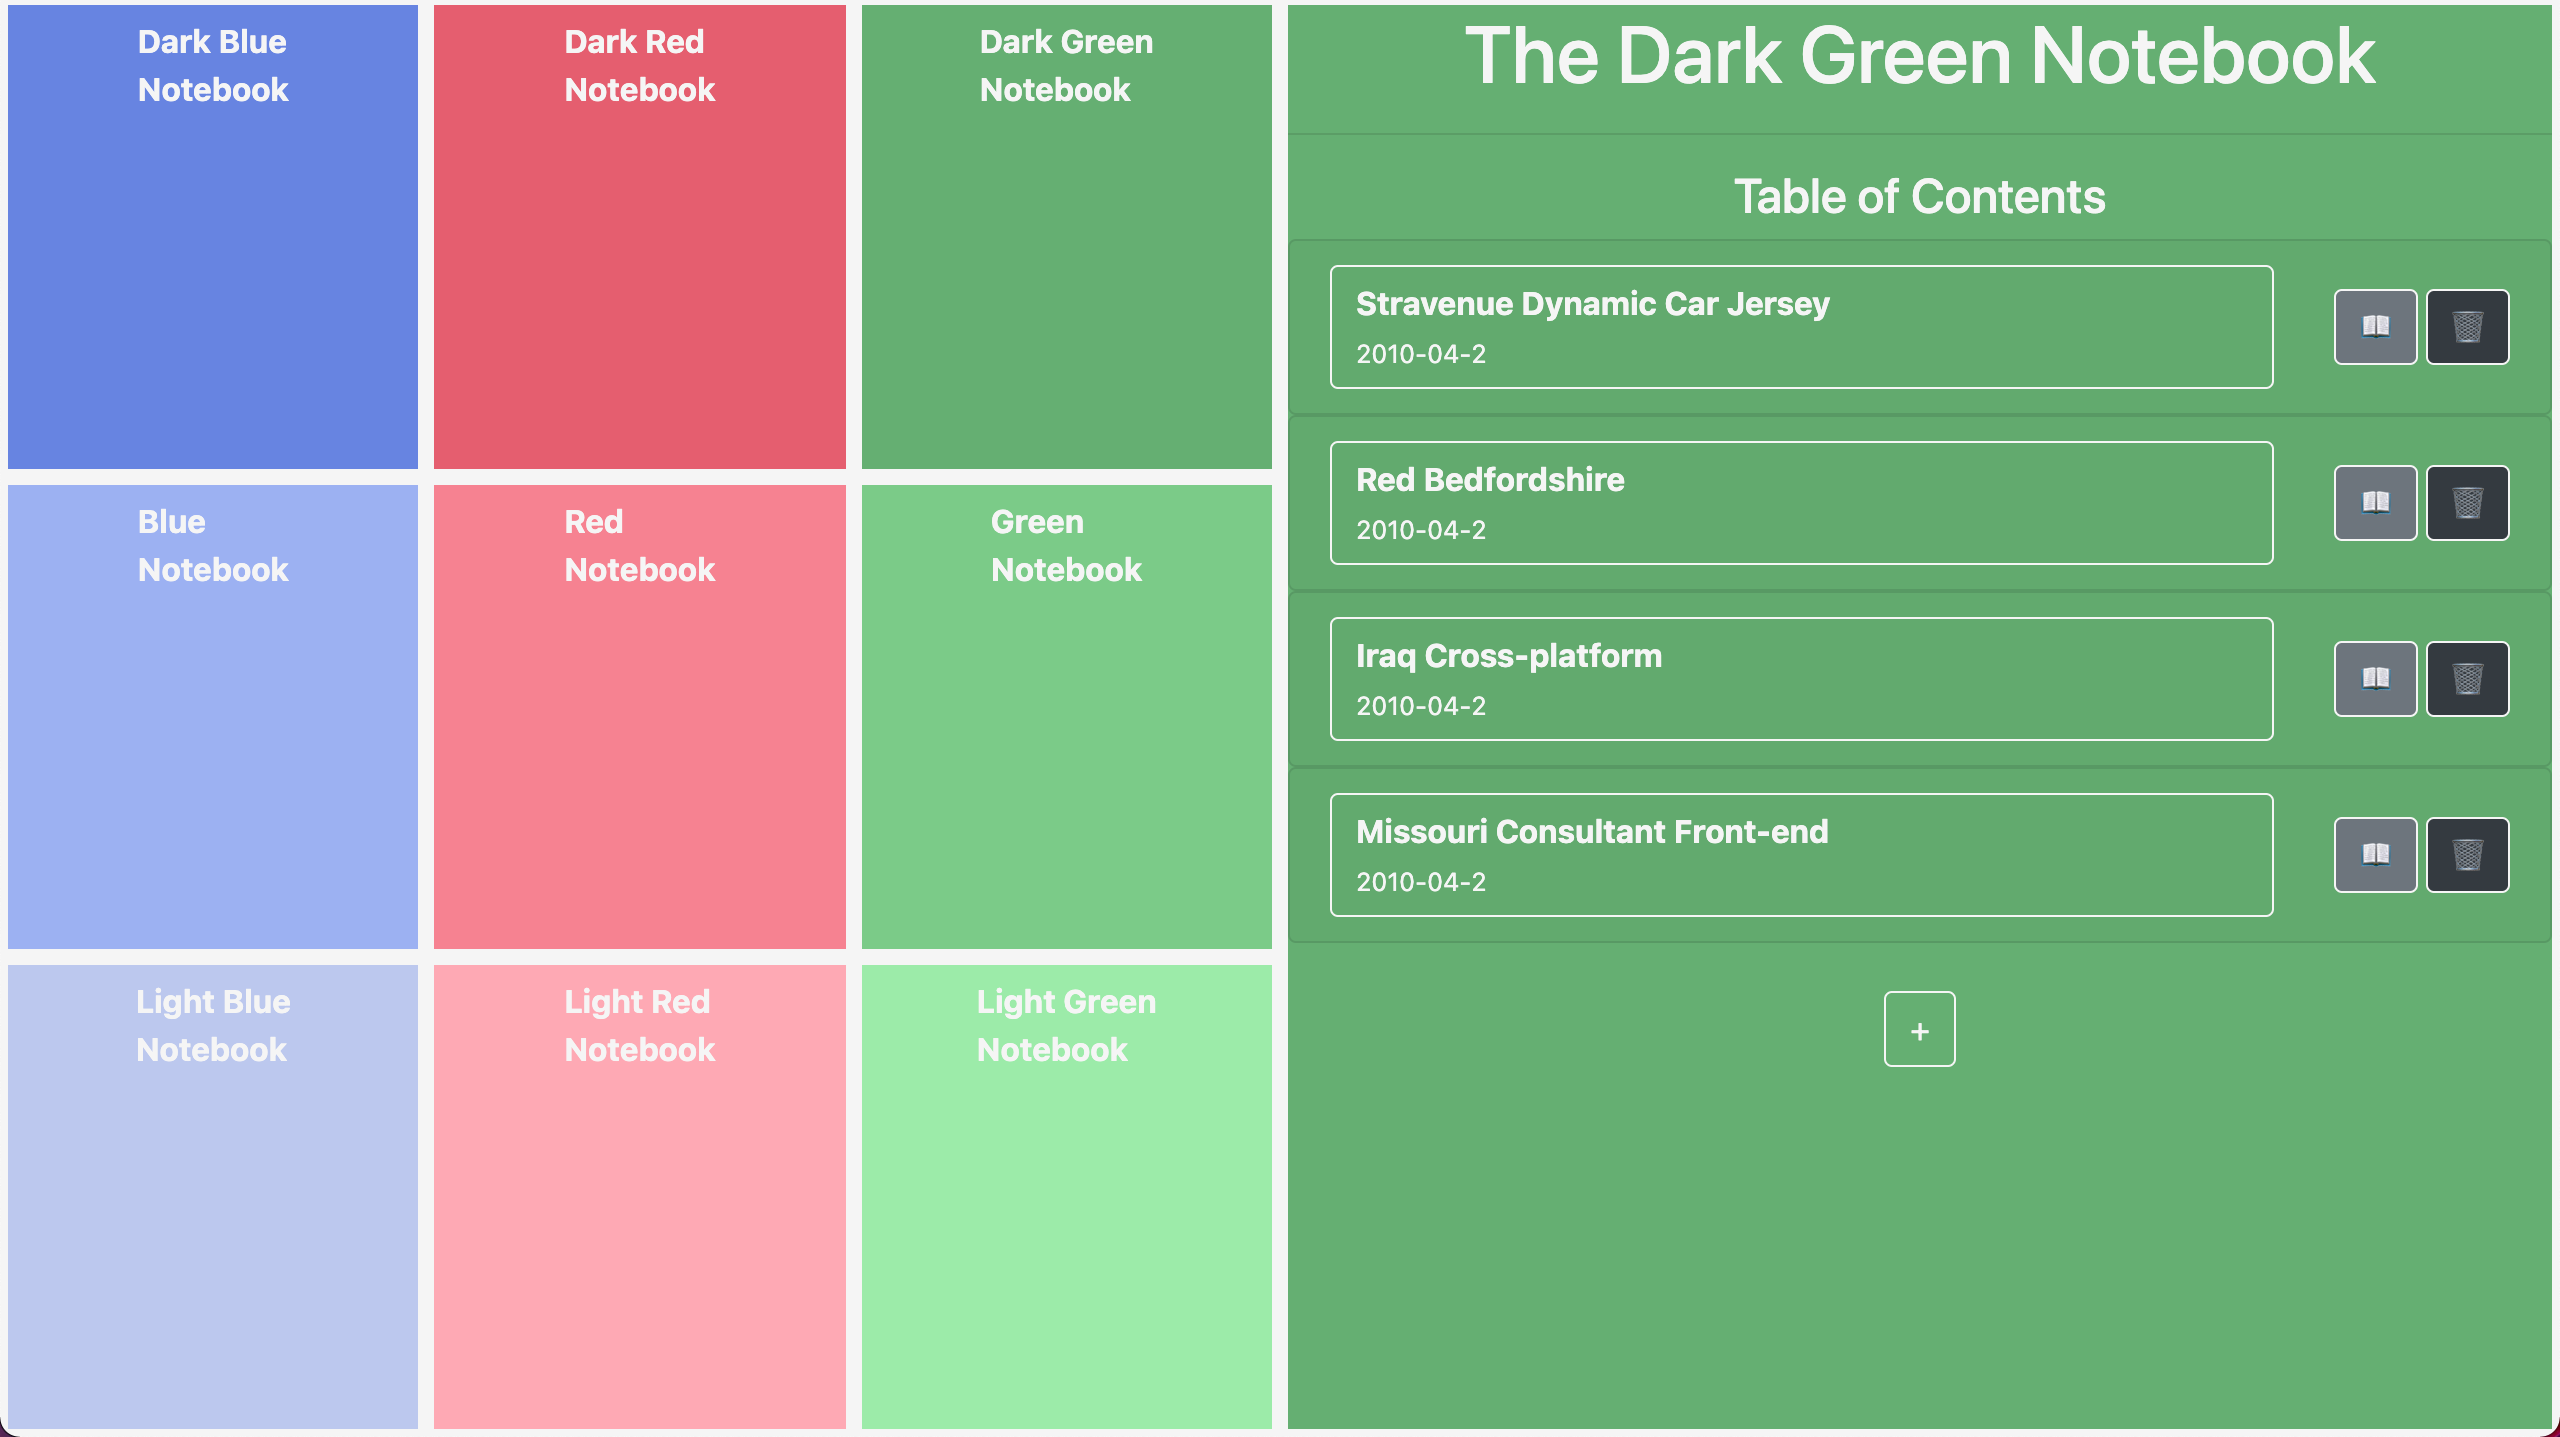 Dark Blue
Notebook
Dark Red
Notebook
Dark Green
Notebook
Blue
Notebook
Red
Notebook
Green
Notebook
Light Blue
Notebook
Light Red
Notebook
Light Green
Notebook
The Dark Green Notebook
Table of Contents
Stravenue Dynamic Car Jersey
2010-04-2
Red Bedfordshire
2010-04-2
Iraq Cross-platform
2010-04-2
Missouri Consultant Front-end
2010-04-2
+